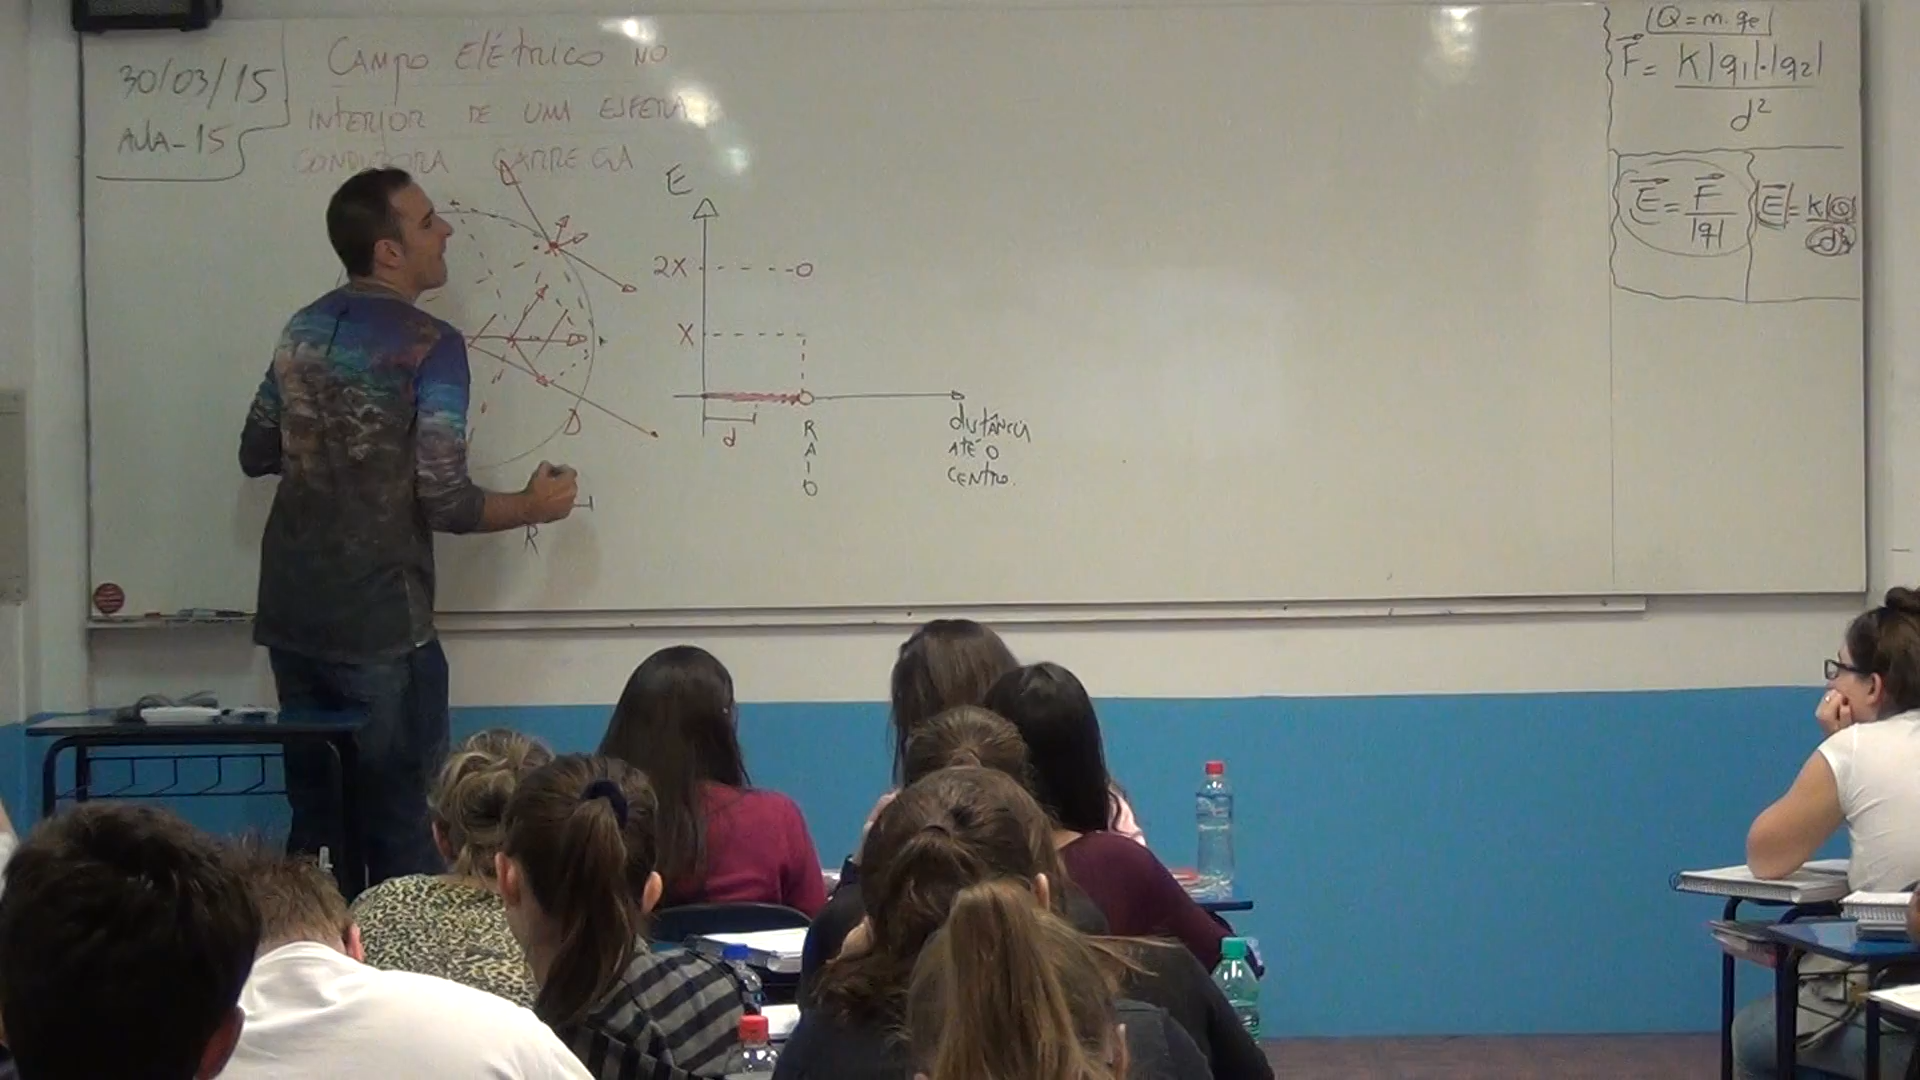 30/03/15
AULA-15
CAMPO ELÉTRICO NO
INTERIOR DE UMA ESFERA
CONDUTORA CARREGA
E
2X
X
d
R
A
I
O
distância
ATÉ O
CENTRO.
R
|Q = m. qe|
F = K|q1|.|q2|
d²
E = F
|q|
|E| = K|Q|
d²